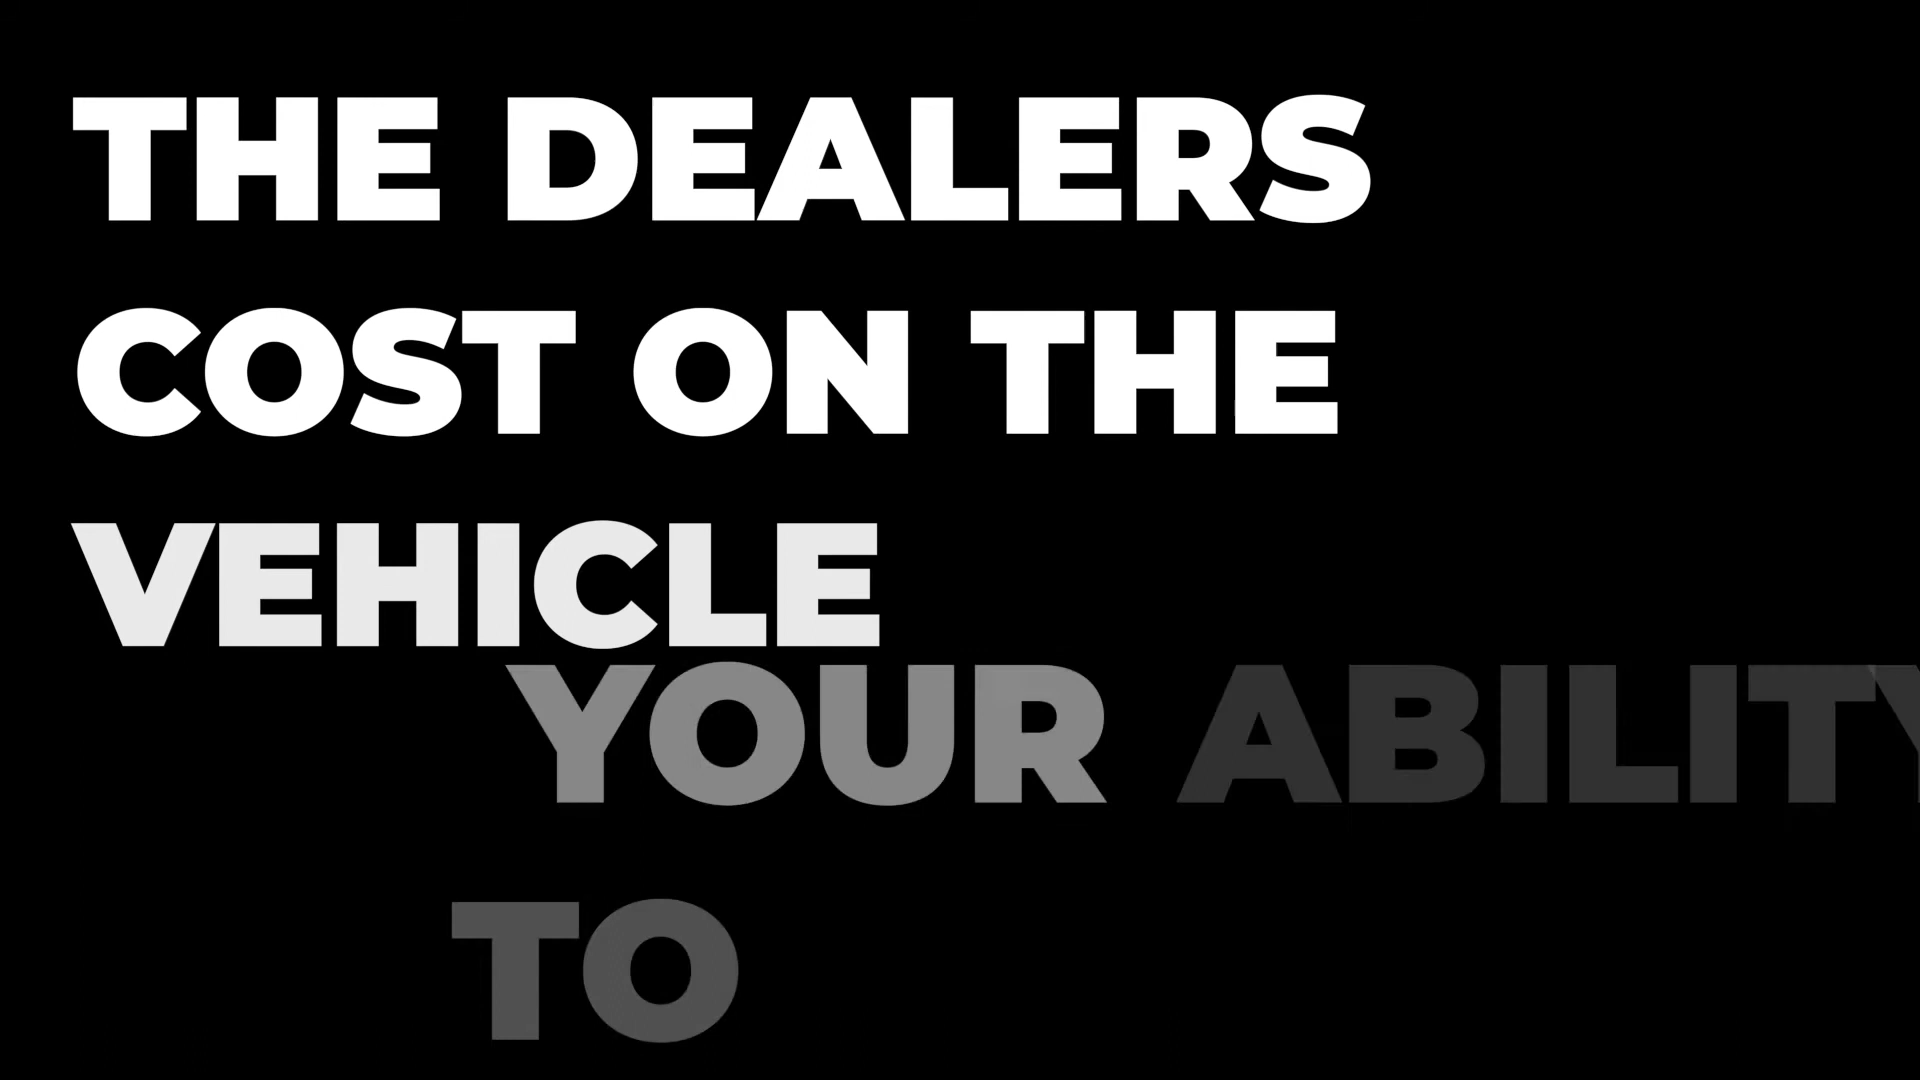 THE DEALERS
COST ON THE
VEHICLE
YOUR ABILITY
TO